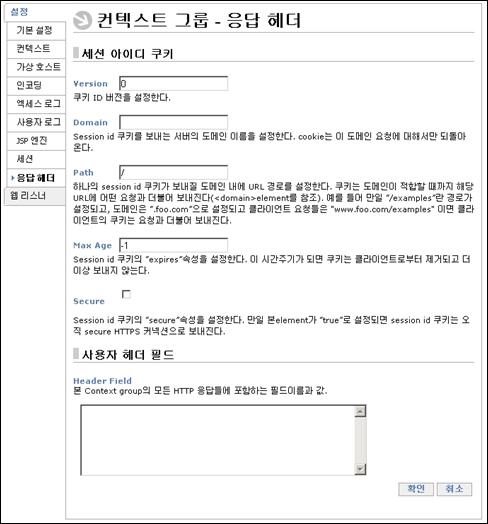 설정
기본 설정
컨텍스트
가상 호스트
인코딩
액세스 로그
사용자 로그
JSP 엔진
세션
응답 헤더
웹 리스너
컨텍스트 그룹 - 응답 헤더
세션 아이디 쿠키
Version 0
쿠키 ID 버전을 설정한다.
Domain
Session id 쿠키를 보내는 서버의 도메인 이름을 설정한다. cookie는 이 도메인 요청에 대해서만 되돌아
온다.
Path /
하나의 session id 쿠키가 보내질 도메인 내에 URL 경로를 설정한다. 쿠키는 도메인이 적합할 때까지 해당
URL에 어떤 요청과 더불어 보내진다(<domain>element를 참조). 예를 들어 만일 "/examples"란 경로가
설정되고, 도메인은 ".foo.com"으로 설정되고 클라이언트 요청들은 "www.foo.com/examples" 이면 클라
이언트의 쿠키는 요청과 더불어 보내진다.
Max Age -1
Session id 쿠키의 "expires"속성을 설정한다. 이 시간주기가 되면 쿠키는 클라이언트로부터 제거되고 더
이상 보내지 않는다.
Secure
Session id 쿠키의 "secure"속성을 설정한다. 만일 본element가 "true"로 설정되면 session id 쿠키는 오
직 secure HTTPS 커넥션으로 보내진다.
사용자 헤더 필드
Header Field
본 Context group의 모든 HTTP 응답들에 포함하는 필드이름과 값.
확인 취소